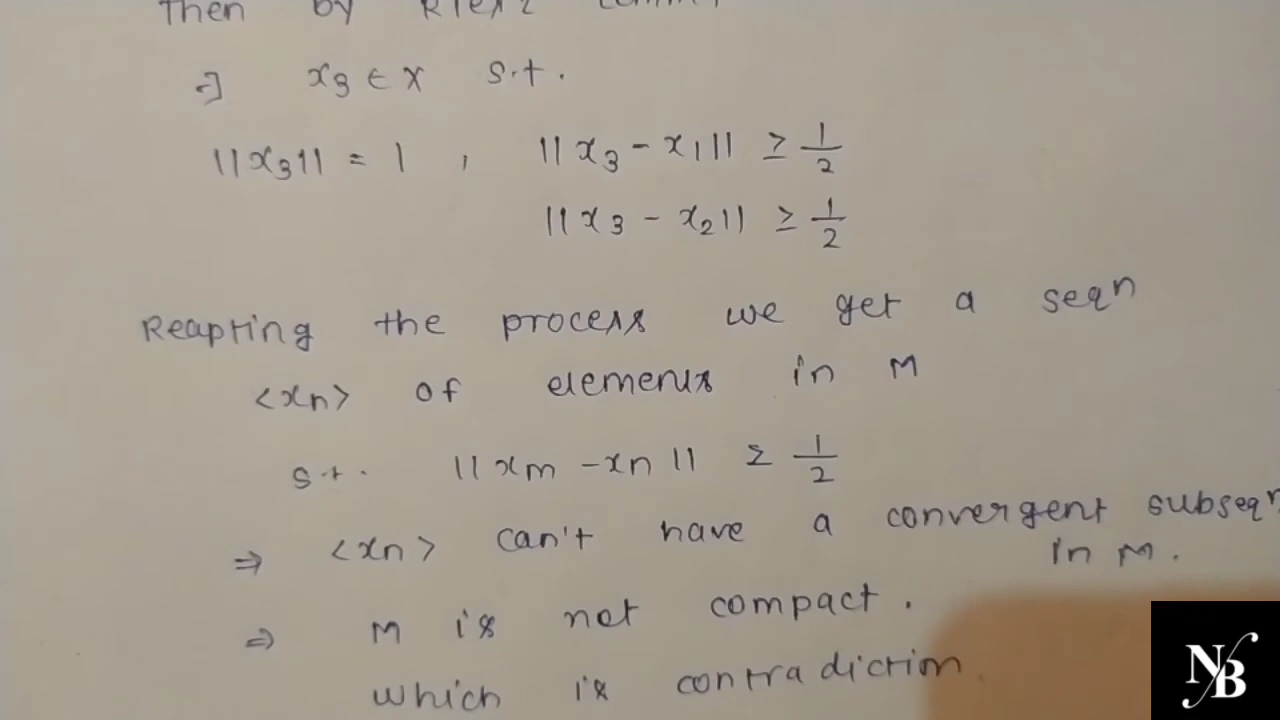 Then by Riesz
∃ x3 ∈ X s.t.
||x3|| = 1 , ||x3 - x1|| ≥ 1/2
||x3 - x2|| ≥ 1/2
Reapting the process we get a seqn
<xn> of elements in M
s.t. ||xm - xn|| ≥ 1/2
⇒ <xn> can't have a convergent subseqn
in M.
⇒ M is not compact.
which is contradiction.
NB